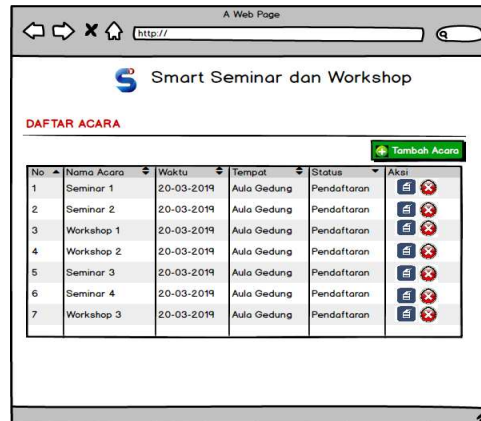 A Web Page
http://
Smart Seminar dan Workshop
DAFTAR ACARA
Tambah Acara
No Nama Acara Waktu Tempat Status Aksi
1 Seminar 1 20-03-2019 Aula Gedung Pendaftaran
2 Seminar 2 20-03-2019 Aula Gedung Pendaftaran
3 Workshop 1 20-03-2019 Aula Gedung Pendaftaran
4 Workshop 2 20-03-2019 Aula Gedung Pendaftaran
5 Seminar 3 20-03-2019 Aula Gedung Pendaftaran
6 Seminar 4 20-03-2019 Aula Gedung Pendaftaran
7 Workshop 3 20-03-2019 Aula Gedung Pendaftaran